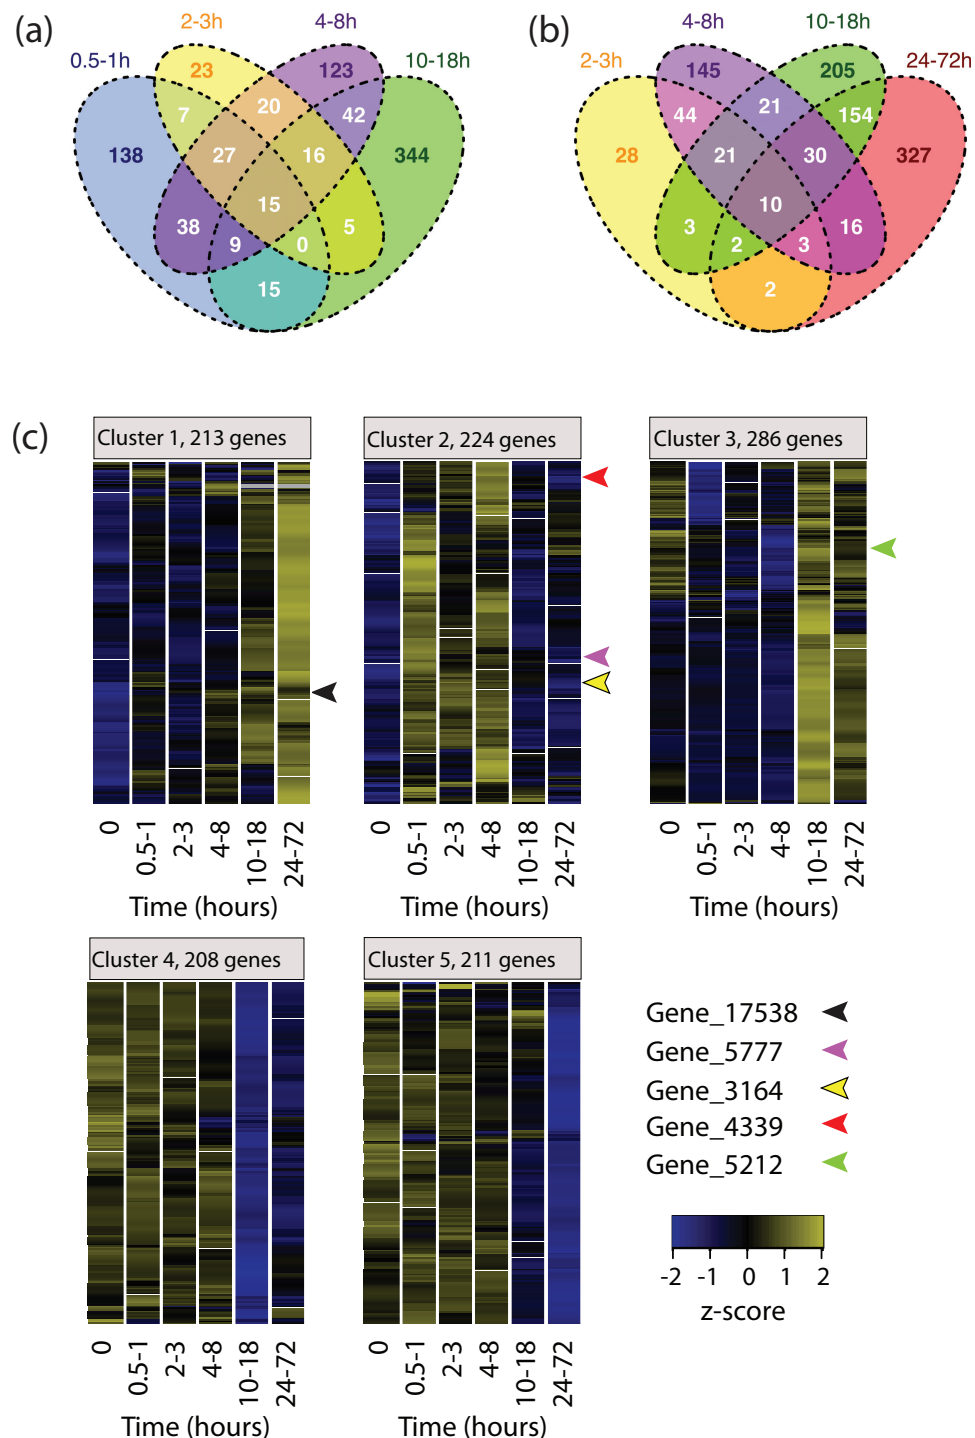 (a)
2-3h
4-8h
0.5-1h
10-18h
23
123
7
20
42
138
27
16
344
15
38
9
0
5
15
(b)
4-8h
10-18h
2-3h
24-72h
145
205
44
21
154
28
21
30
327
10
3
2
3
16
2
(c)
Cluster 1, 213 genes
0
0.5-1
2-3
4-8
10-18
24-72
Time (hours)
Cluster 2, 224 genes
0
0.5-1
2-3
4-8
10-18
24-72
Time (hours)
Cluster 3, 286 genes
0
0.5-1
2-3
4-8
10-18
24-72
Time (hours)
Cluster 4, 208 genes
0
0.5-1
2-3
4-8
10-18
24-72
Time (hours)
Cluster 5, 211 genes
0
0.5-1
2-3
4-8
10-18
24-72
Time (hours)
Gene_17538
Gene_5777
Gene_3164
Gene_4339
Gene_5212
-2 -1 0 1 2
z-score